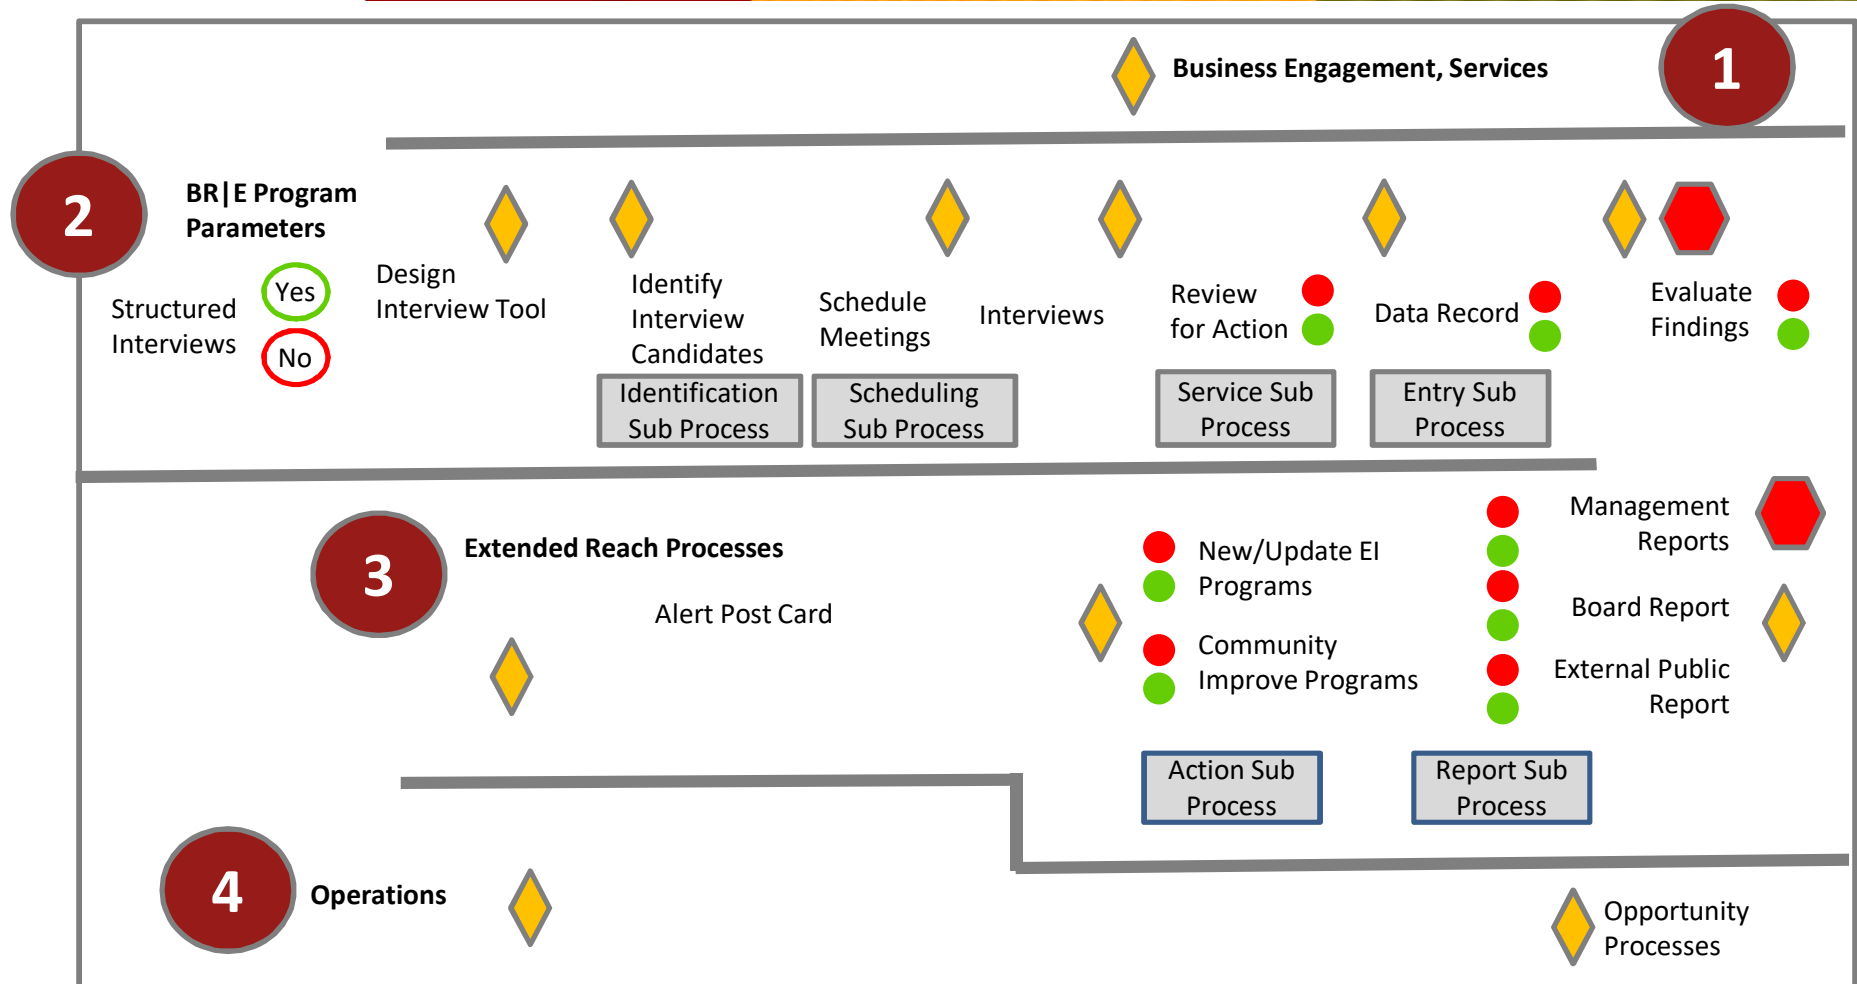 1
Business Engagement, Services
2
BR|E Program
Parameters
Structured
Interviews
Yes
No
Design
Interview Tool
Identify
Interview
Candidates
Schedule
Meetings
Interviews
Review
for Action
Data Record
Evaluate
Findings
Identification
Sub Process
Scheduling
Sub Process
Service Sub
Process
Entry Sub
Process
3
Extended Reach Processes
Alert Post Card
New/Update EI
Programs
Community
Improve Programs
Management
Reports
Board Report
External Public
Report
Action Sub
Process
Report Sub
Process
4
Operations
Opportunity
Processes